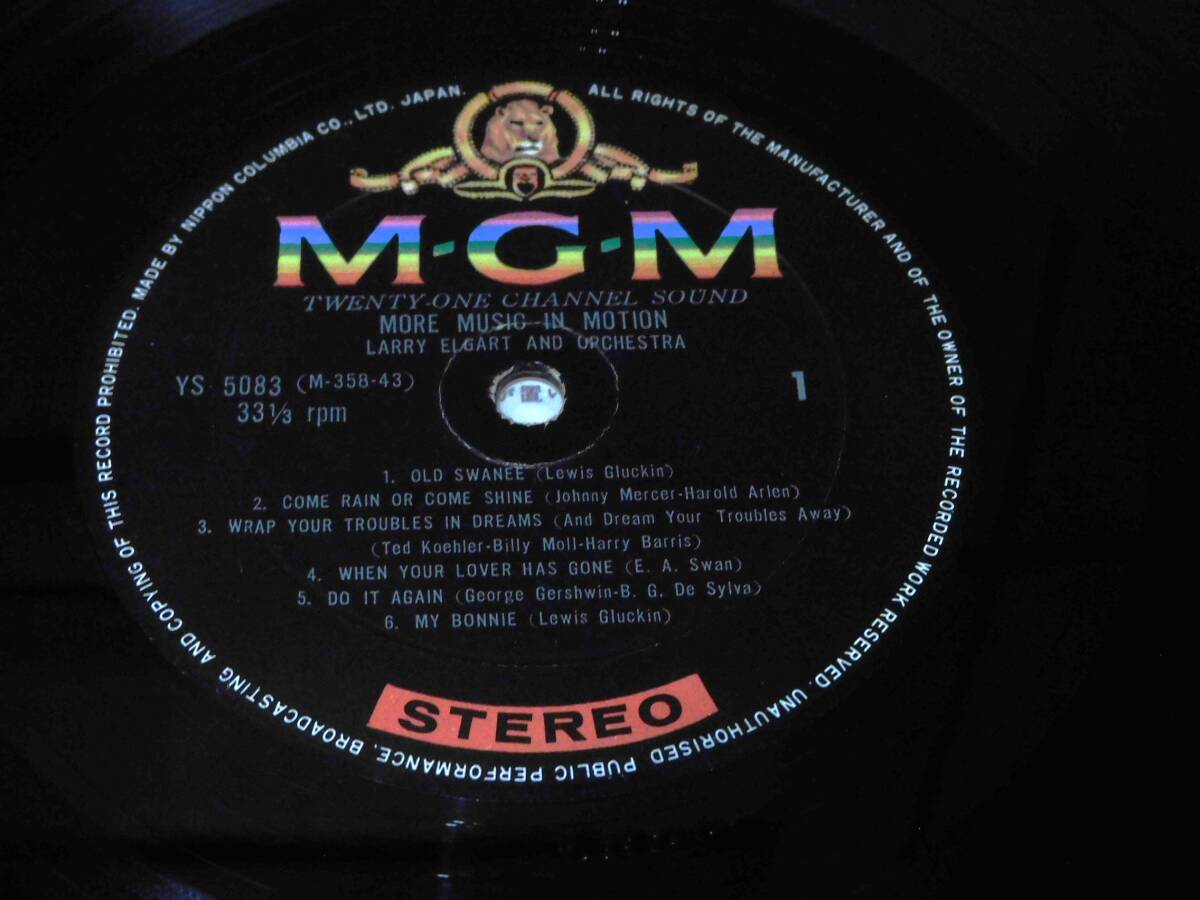 MADE BY NIPPON COLUMBIA CO., LTD. JAPAN. ALL RIGHTS OF THE MANUFACTURER AND OF THE OWNER OF THE RECORDED WORK RESERVED. UNAUTHORISED PUBLIC PERFORMANCE. BROADCASTING AND COPYING OF THIS RECORD PROHIBITED.
M-G-M
TWENTY-ONE CHANNEL SOUND
MORE MUSIC IN MOTION
LARRY ELGART AND ORCHESTRA
YS 5083 (M-358-43)
33 1/3 rpm
1
1. OLD SWANEE (Lewis Gluckin)
2. COME RAIN OR COME SHINE (Johnny Mercer-Harold Arlen)
3. WRAP YOUR TROUBLES IN DREAMS (And Dream Your Troubles Away)
(Ted Koehler-Billy Moll-Harry Barris)
4. WHEN YOUR LOVER HAS GONE (E. A. Swan)
5. DO IT AGAIN (George Gershwin-B. G. De Sylva)
6. MY BONNIE (Lewis Gluckin)
STEREO